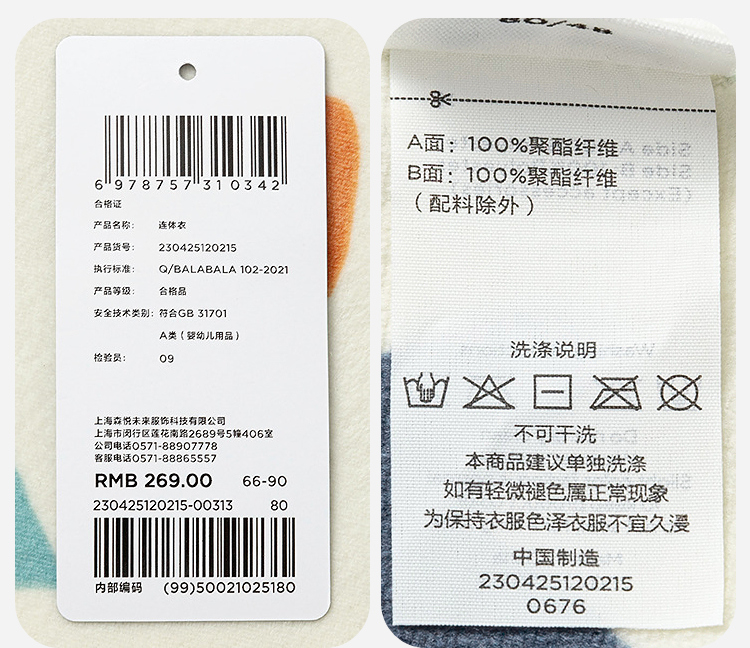 6 978757 310342
合格证
产品名称： 连体衣
产品货号： 230425120215
执行标准： Q/BALABALA 102-2021
产品等级： 合格品
安全技术类别：符合GB 31701
A类（婴幼儿用品）
检验员： 09
上海森悦未来服饰科技有限公司
上海市闵行区莲花南路2689号5幢406室
公司电话0571-88907778
客服电话0571-88865557
RMB 269.00 66-90
230425120215-00313 80
内部编码 (99)50021025180
80/48
A面：100%聚酯纤维
B面：100%聚酯纤维
（配料除外）
洗涤说明
不可干洗
本商品建议单独洗涤
如有轻微褪色属正常现象
为保持衣服色泽衣服不宜久浸
中国制造
230425120215
0676